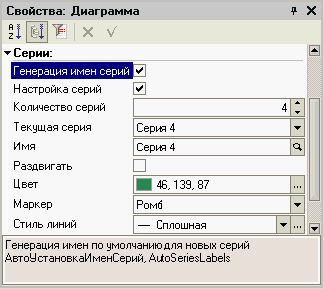 Свойства: Диаграмма
Серии:
Генерация имен серий
Настройка серий
Количество серий 4
Текущая серия Серия 4
Имя Серия 4
Раздвигать
Цвет 46, 139, 87 ...
Маркер Ромб
Стиль линий — Сплошная ...
Генерация имен по умолчанию для новых серий
АвтоУстановкаИменСерий, AutoSeriesLabels